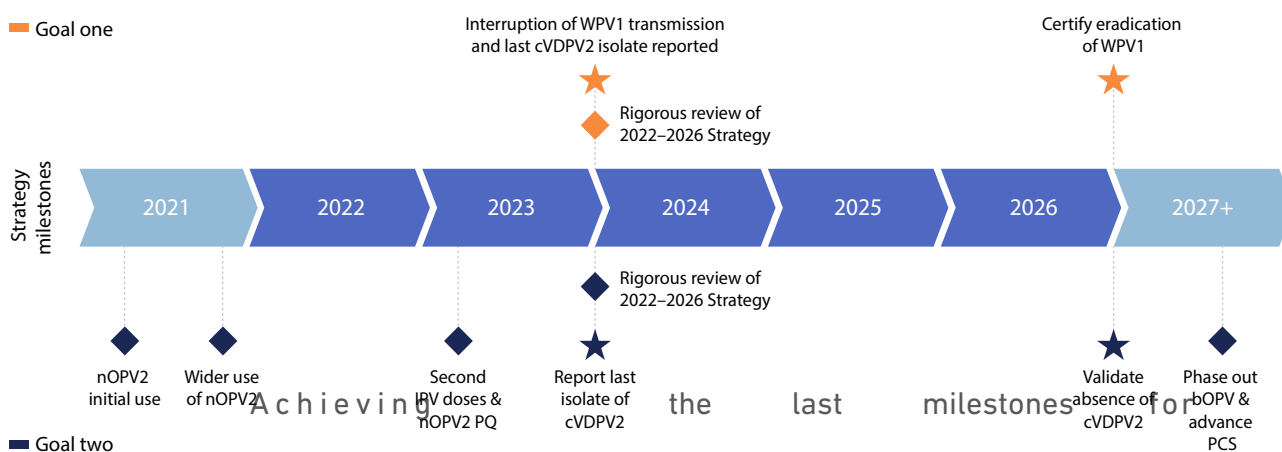 Goal one
Interruption of WPV1 transmission
and last cVDPV2 isolate reported
Certify eradication
of WPV1
Rigorous review of
2022–2026 Strategy
Strategy
milestones
2021
2022
2023
2024
2025
2026
2027+
Rigorous review of
2022–2026 Strategy
nOPV2
initial use
Wider use
of nOPV2
Second
IPV doses &
nOPV2 PQ
Report last
isolate of
cVDPV2
Validate
absence of
cVDPV2
Phase out
bOPV &
advance
PCS
Achieving the last milestones for
Goal two